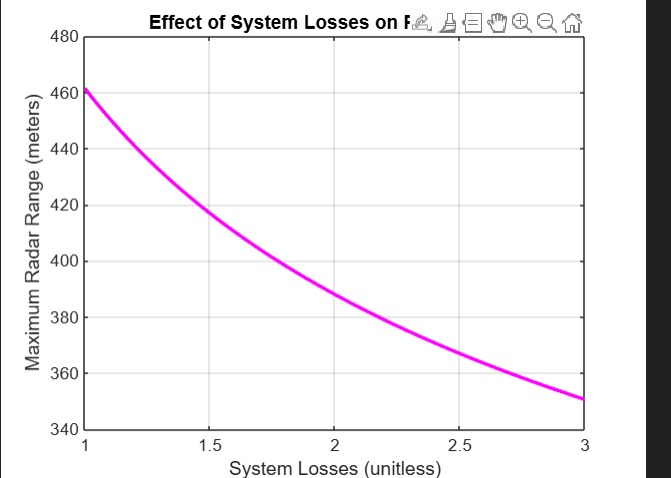 Effect of System Losses on
480
460
440
420
400
380
360
340
Maximum Radar Range (meters)
1 1.5 2 2.5 3
System Losses (unitless)